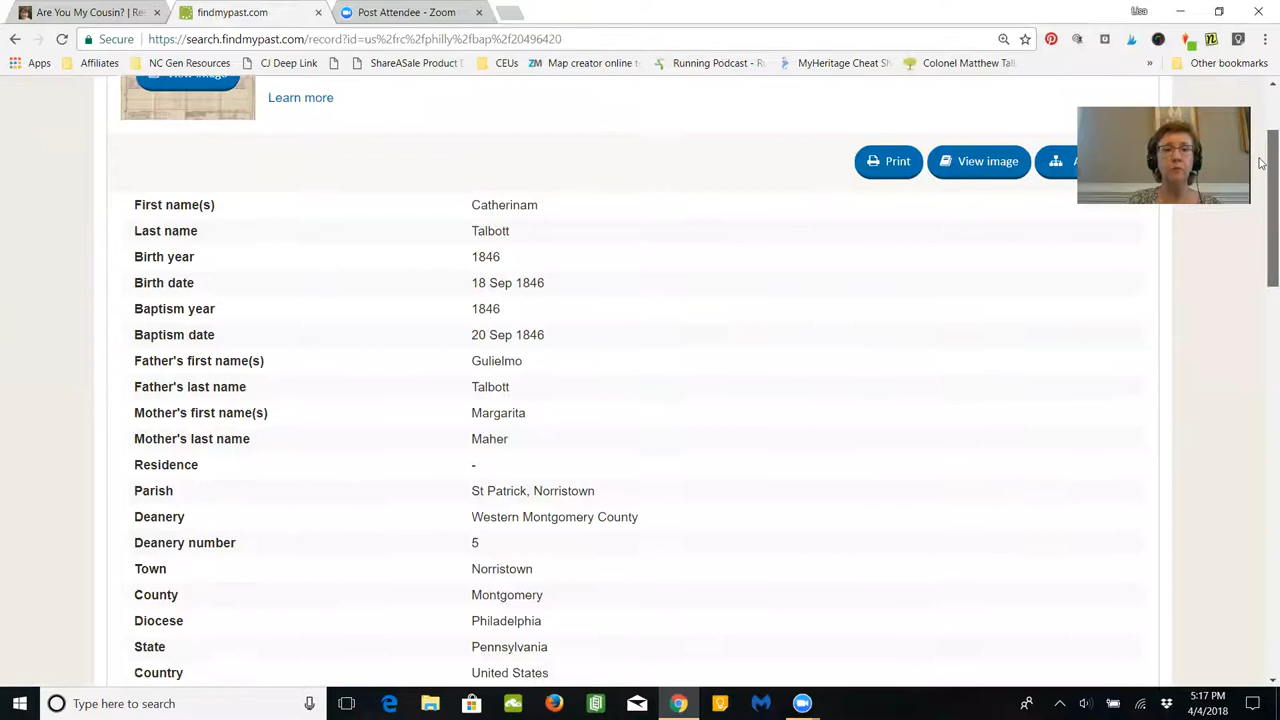 Are You My Cousin? | Res
findmypast.com
Post Attendee - Zoom
Lisa
Secure https://search.findmypast.com/record?id=us%2frc%2fphilly%2fbap%2f20496420
Apps Affiliates NC Gen Resources CJ Deep Link ShareASale Product CEUs Map creator online to Running Podcast - Ru MyHeritage Cheat S Colonel Matthew Talb » Other bookmarks
Learn more
Print View image
First name(s) Catherinam
Last name Talbott
Birth year 1846
Birth date 18 Sep 1846
Baptism year 1846
Baptism date 20 Sep 1846
Father's first name(s) Gulielmo
Father's last name Talbott
Mother's first name(s) Margarita
Mother's last name Maher
Residence -
Parish St Patrick, Norristown
Deanery Western Montgomery County
Deanery number 5
Town Norristown
County Montgomery
Diocese Philadelphia
State Pennsylvania
Country United States
Type here to search
5:17 PM
4/4/2018